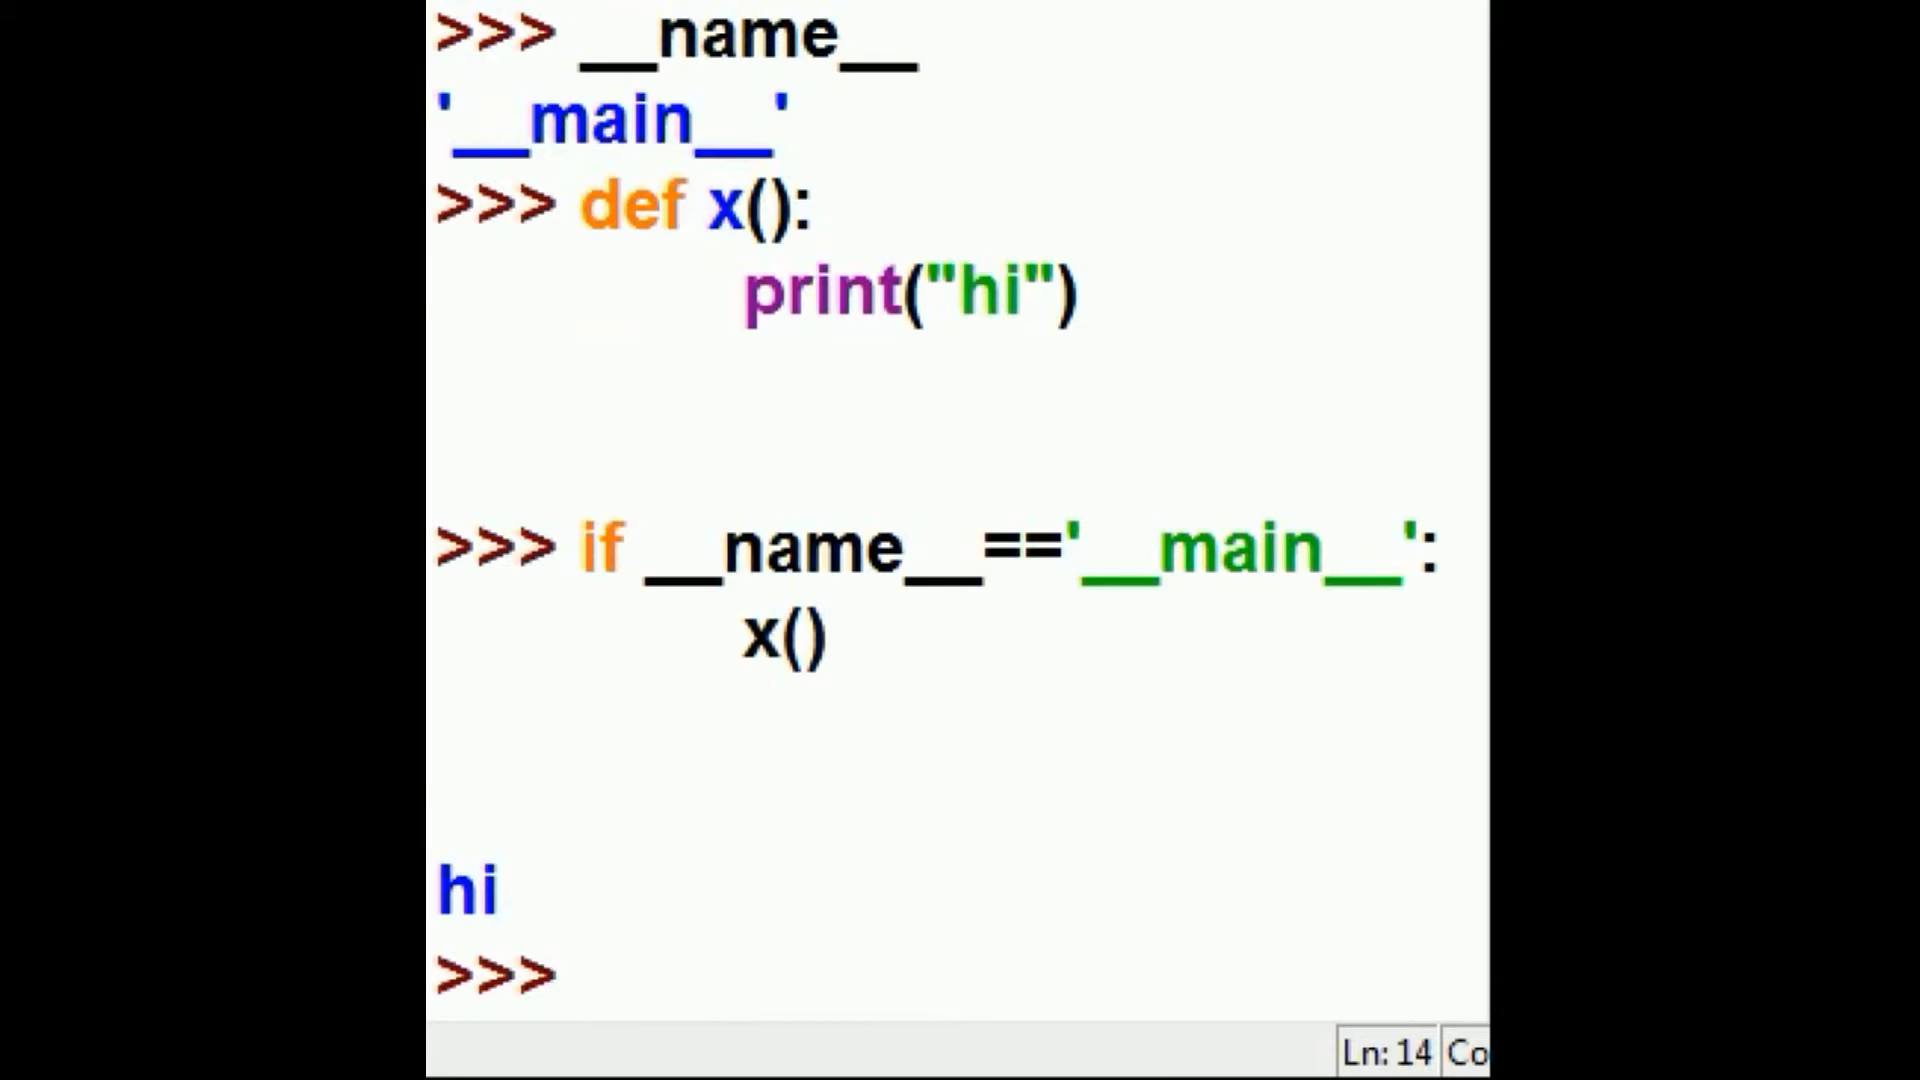 >>> __name__
'__main__'
>>> def x():
print("hi")
>>> if __name__=='__main__':
x()
hi
>>>
Ln: 14 Co